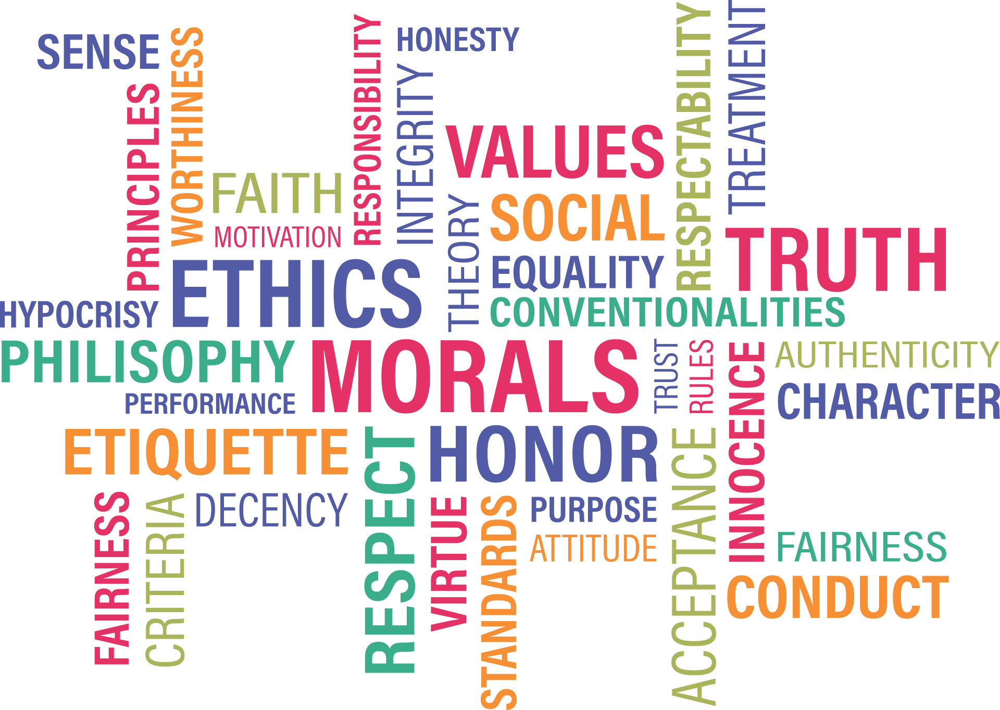 SENSE
WORTHINESS
PRINCIPLES
RESPONSIBILITY
HONESTY
INTEGRITY
RESPECTABILITY
TREATMENT
VALUES
FAITH
MOTIVATION
THEORY
SOCIAL
TRUTH
ETHICS
EQUALITY
HYPOCRISY
CONVENTIONALITIES
PHILISOPHY
MORALS
TRUST
RULES
INNOCENCE
AUTHENTICITY
PERFORMANCE
CHARACTER
ETIQUETTE
RESPECT
HONOR
ACCEPTANCE
FAIRNESS
CRITERIA
DECENCY
VIRTUE
STANDARDS
PURPOSE
ATTITUDE
FAIRNESS
CONDUCT